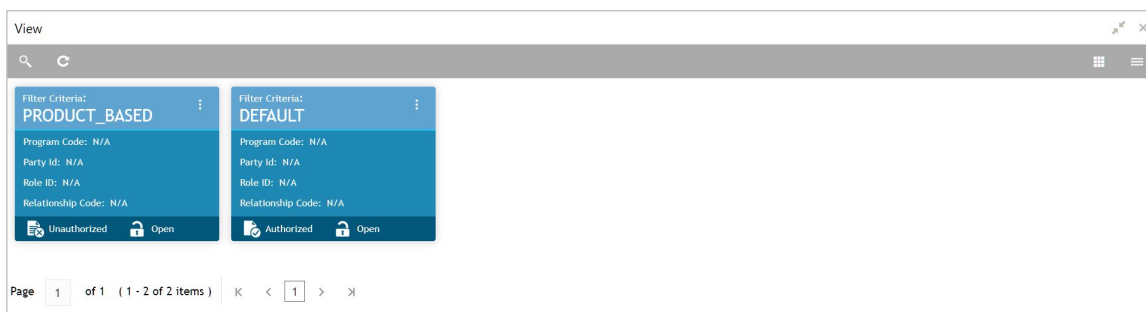 View
Filter Criteria:
PRODUCT_BASED
Program Code: N/A
Party Id: N/A
Role ID: N/A
Relationship Code: N/A
Unauthorized Open
Filter Criteria:
DEFAULT
Program Code: N/A
Party Id: N/A
Role ID: N/A
Relationship Code: N/A
Authorized Open
Page 1 of 1 ( 1 - 2 of 2 items ) 1